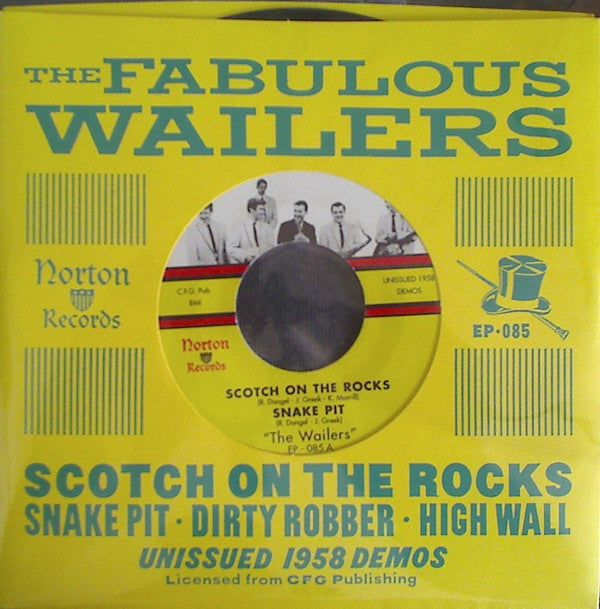 THE FABULOUS
WAILERS
Norton
Records
EP·085
C.F.G. Pub.
BMI
UNISSUED 1958
DEMOS
Norton
Records
SCOTCH ON THE ROCKS
(R. Dangel · J. Greek · K. Morrill)
SNAKE PIT
(R. Dangel · J. Greek)
"The Wailers"
EP - 085 A
SCOTCH ON THE ROCKS
SNAKE PIT · DIRTY ROBBER · HIGH WALL
UNISSUED 1958 DEMOS
Licensed from CFG Publishing